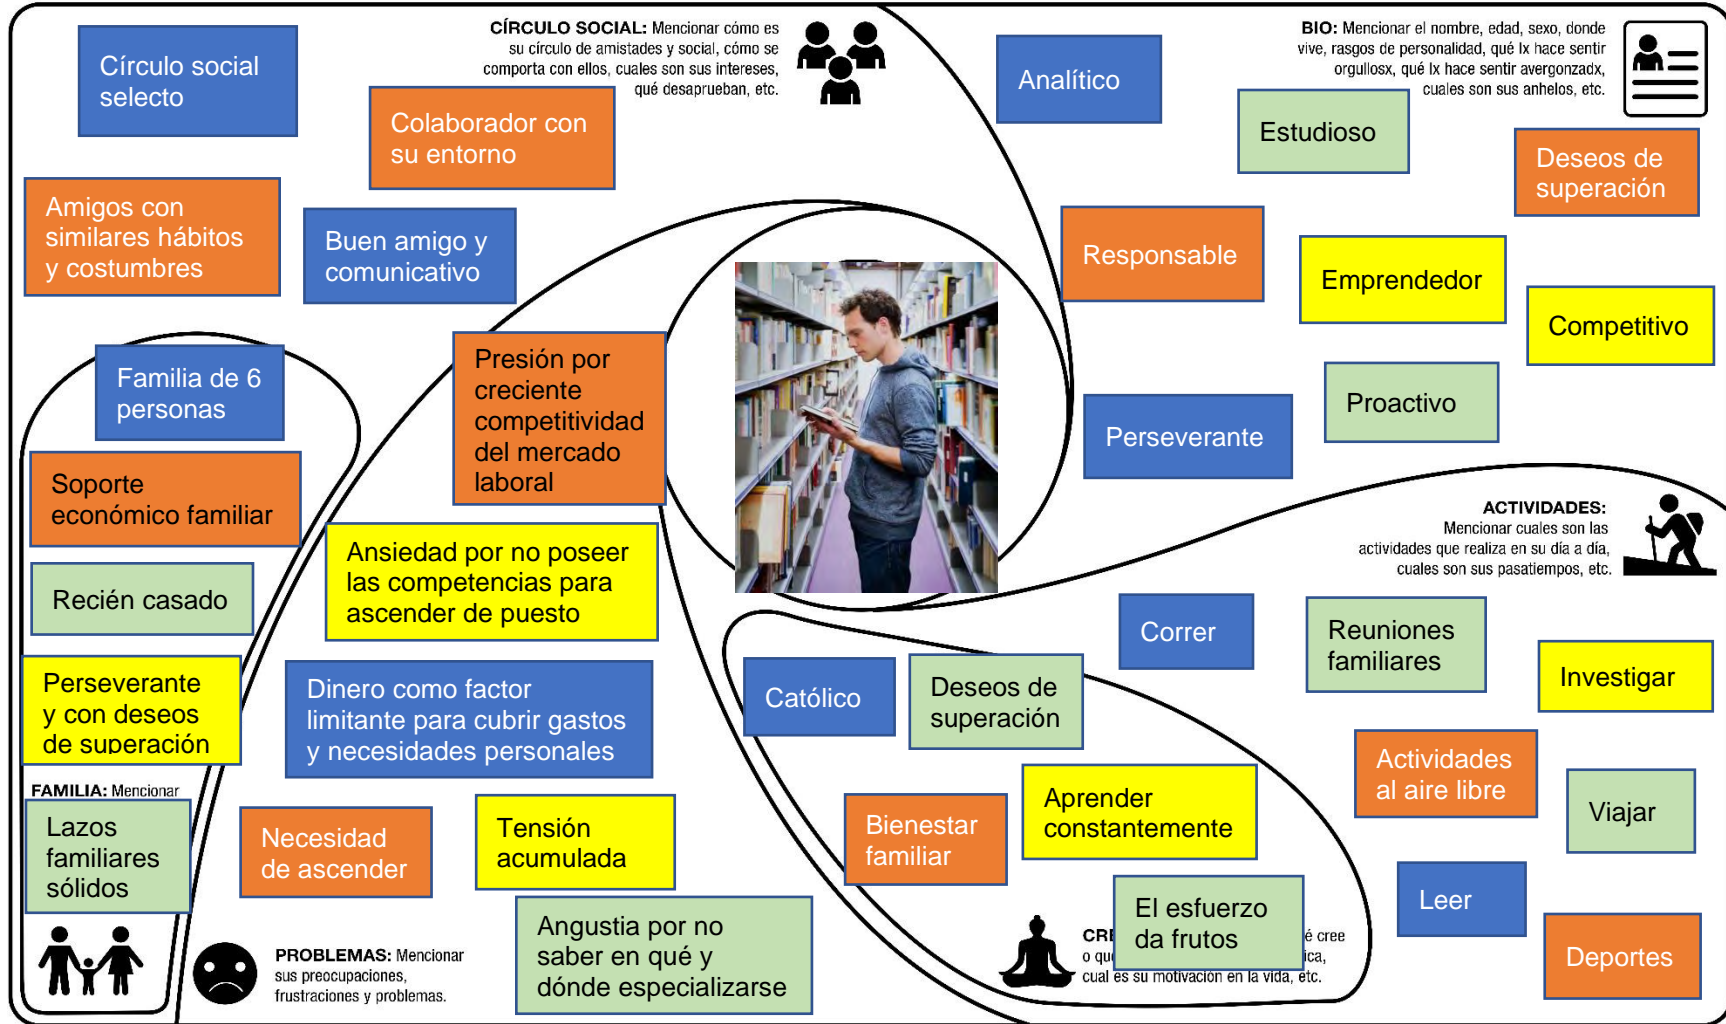 CÍRCULO SOCIAL: Mencionar cómo es
su círculo de amistades y social, cómo se
comporta con ellos, cuales son sus intereses,
qué desaprueban, etc.
Círculo social
selecto
Colaborador con
su entorno
Amigos con
similares hábitos
y costumbres
Buen amigo y
comunicativo
BIO: Mencionar el nombre, edad, sexo, donde
vive, rasgos de personalidad, qué lx hace sentir
orgullosx, qué lx hace sentir avergonzadx,
cuales son sus anhelos, etc.
Analítico
Estudioso
Deseos de
superación
Responsable
Emprendedor
Competitivo
Proactivo
Perseverante
Familia de 6
personas
Soporte
económico familiar
Recién casado
Perseverante
y con deseos
de superación
FAMILIA: Mencionar
Lazos
familiares
sólidos
Presión por
creciente
competitividad
del mercado
laboral
Ansiedad por no poseer
las competencias para
ascender de puesto
Dinero como factor
limitante para cubrir gastos
y necesidades personales
Necesidad
de ascender
Tensión
acumulada
Angustia por no
saber en qué y
dónde especializarse
PROBLEMAS: Mencionar
sus preocupaciones,
frustraciones y problemas.
Católico
Deseos de
superación
Bienestar
familiar
Aprender
constantemente
El esfuerzo
da frutos
cree
cual es su motivación en la vida, etc.
ACTIVIDADES:
Mencionar cuales son las
actividades que realiza en su día a día,
cuales son sus pasatiempos, etc.
Correr
Reuniones
familiares
Investigar
Actividades
al aire libre
Viajar
Leer
Deportes